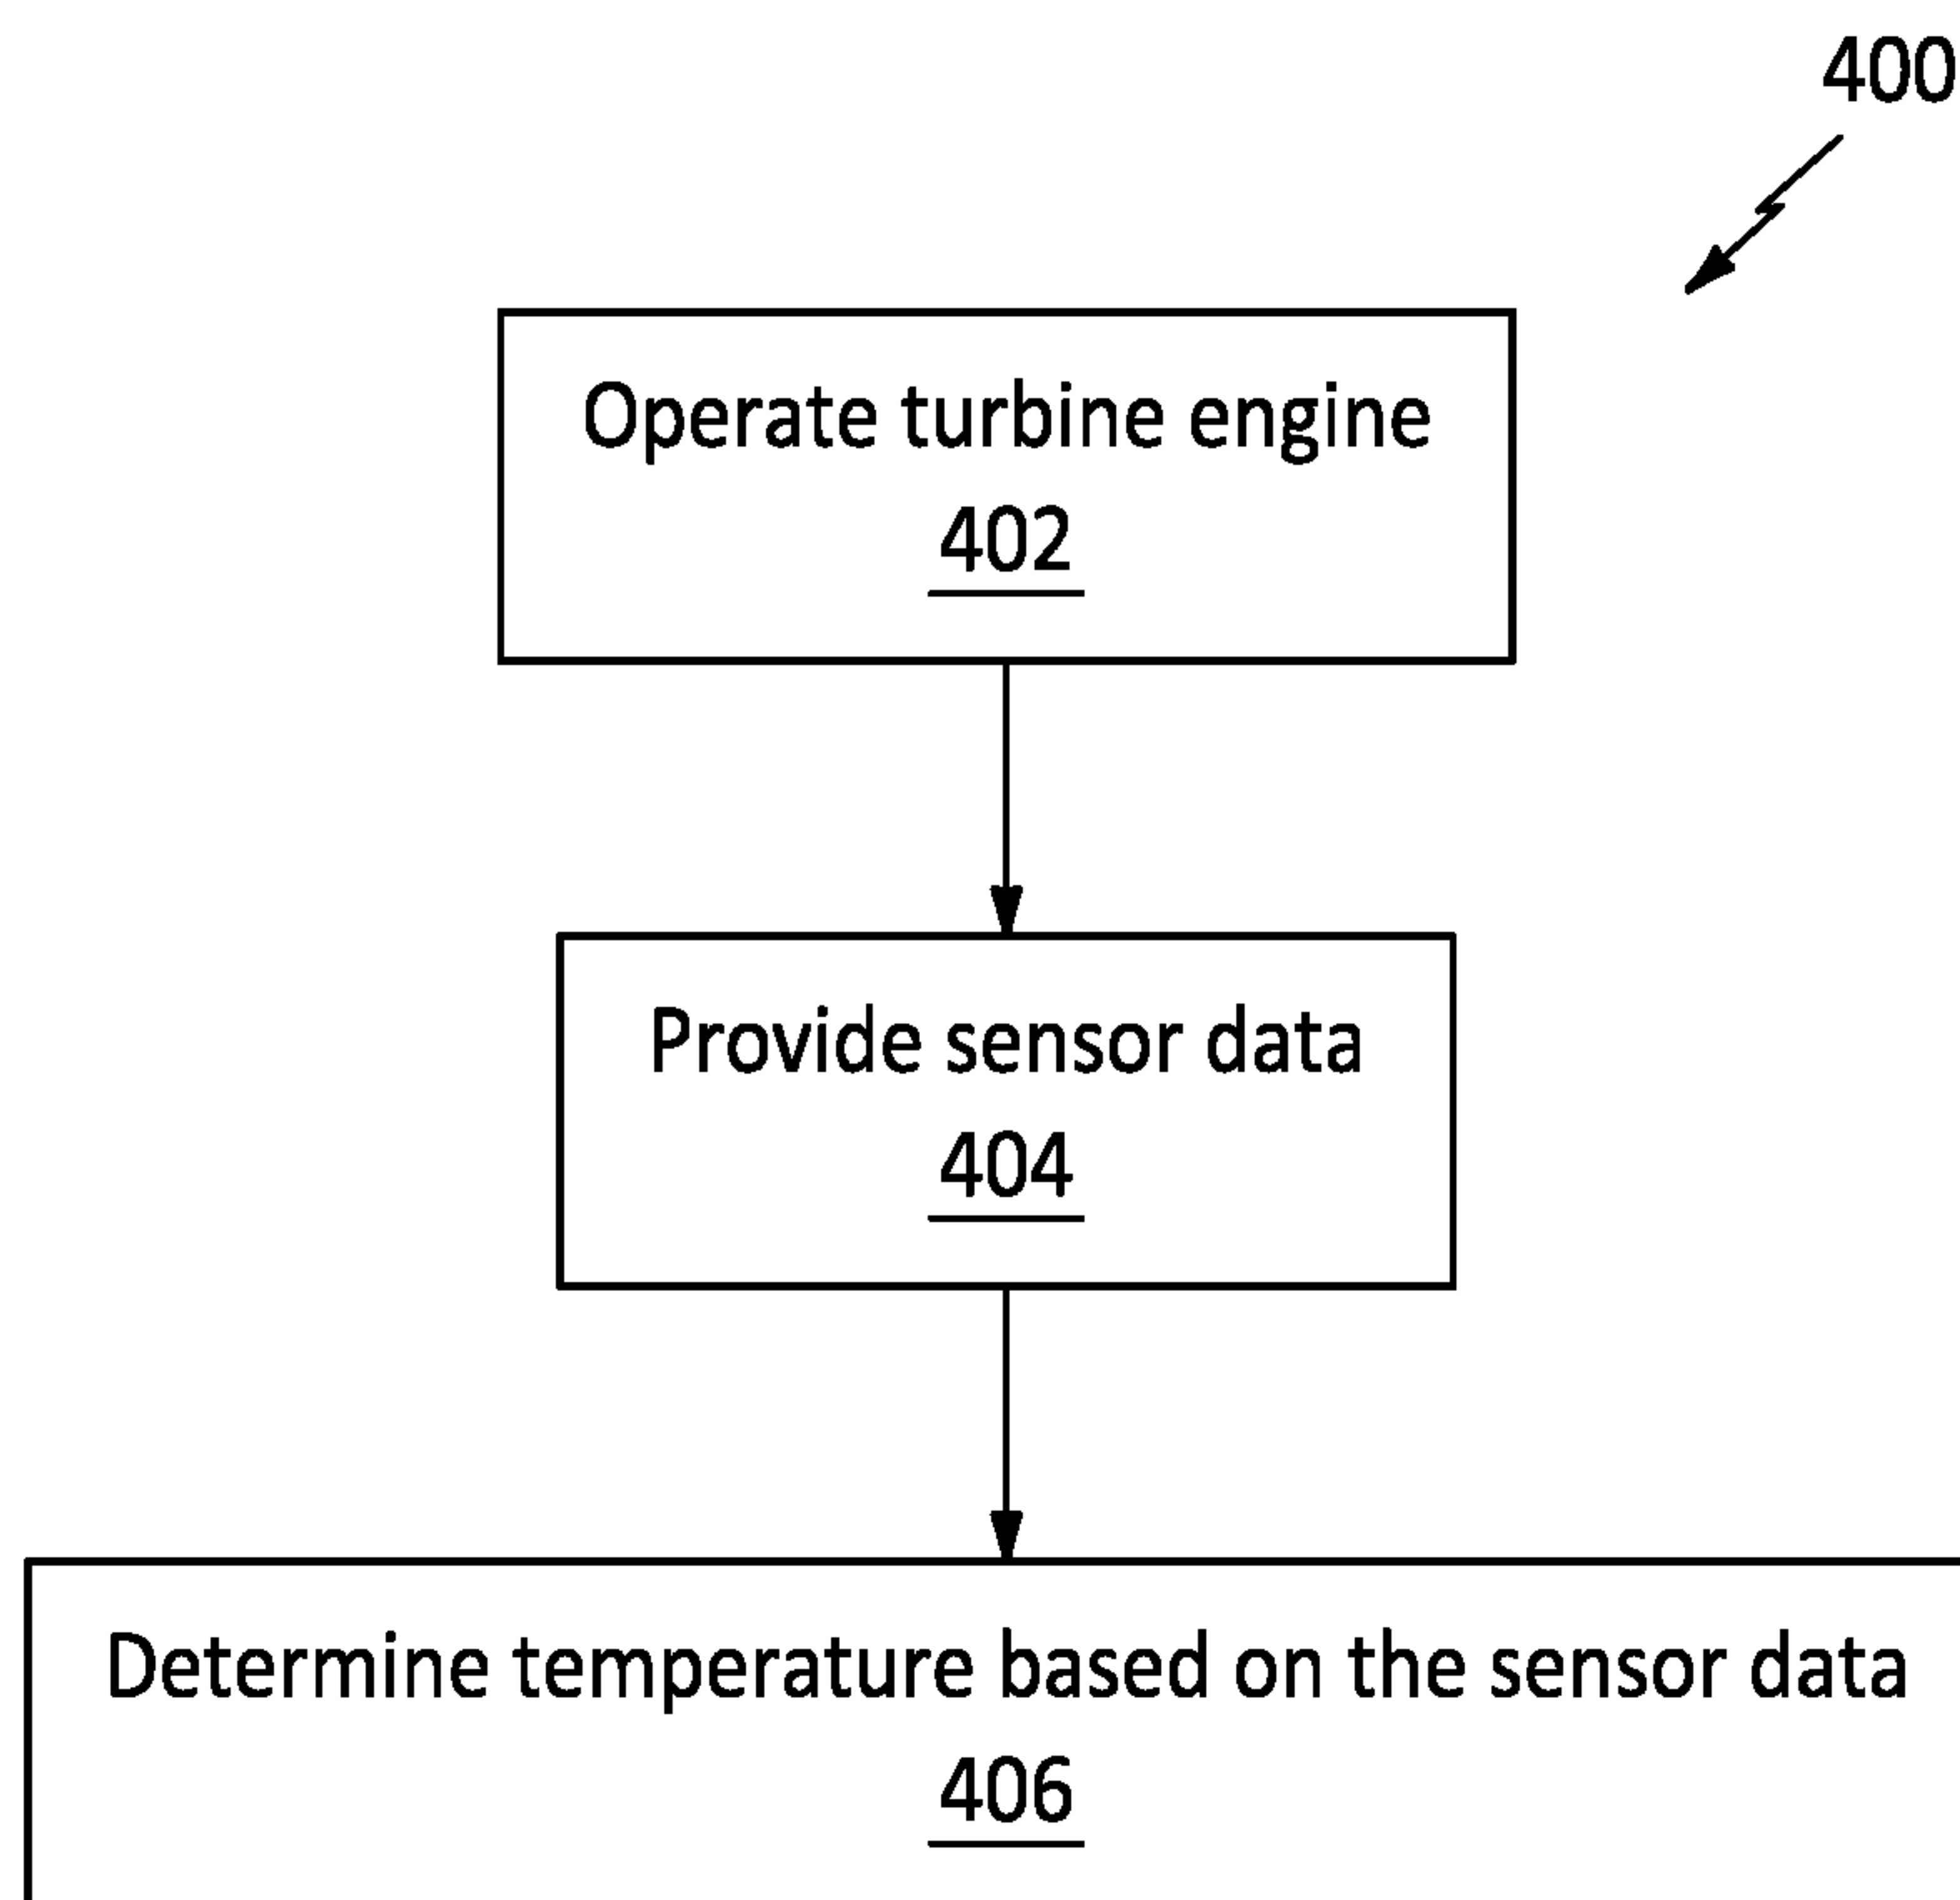 400
Operate turbine engine
402
Provide sensor data
404
Determine temperature based on the sensor data
406